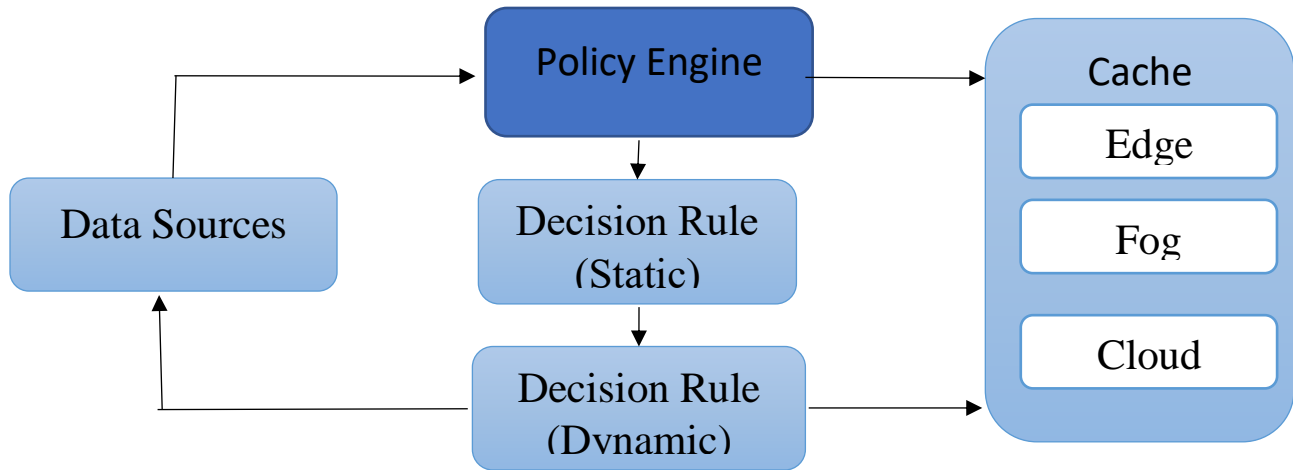 Policy Engine
Cache
Edge
Data Sources
Decision Rule
(Static)
Fog
Cloud
Decision Rule
(Dynamic)